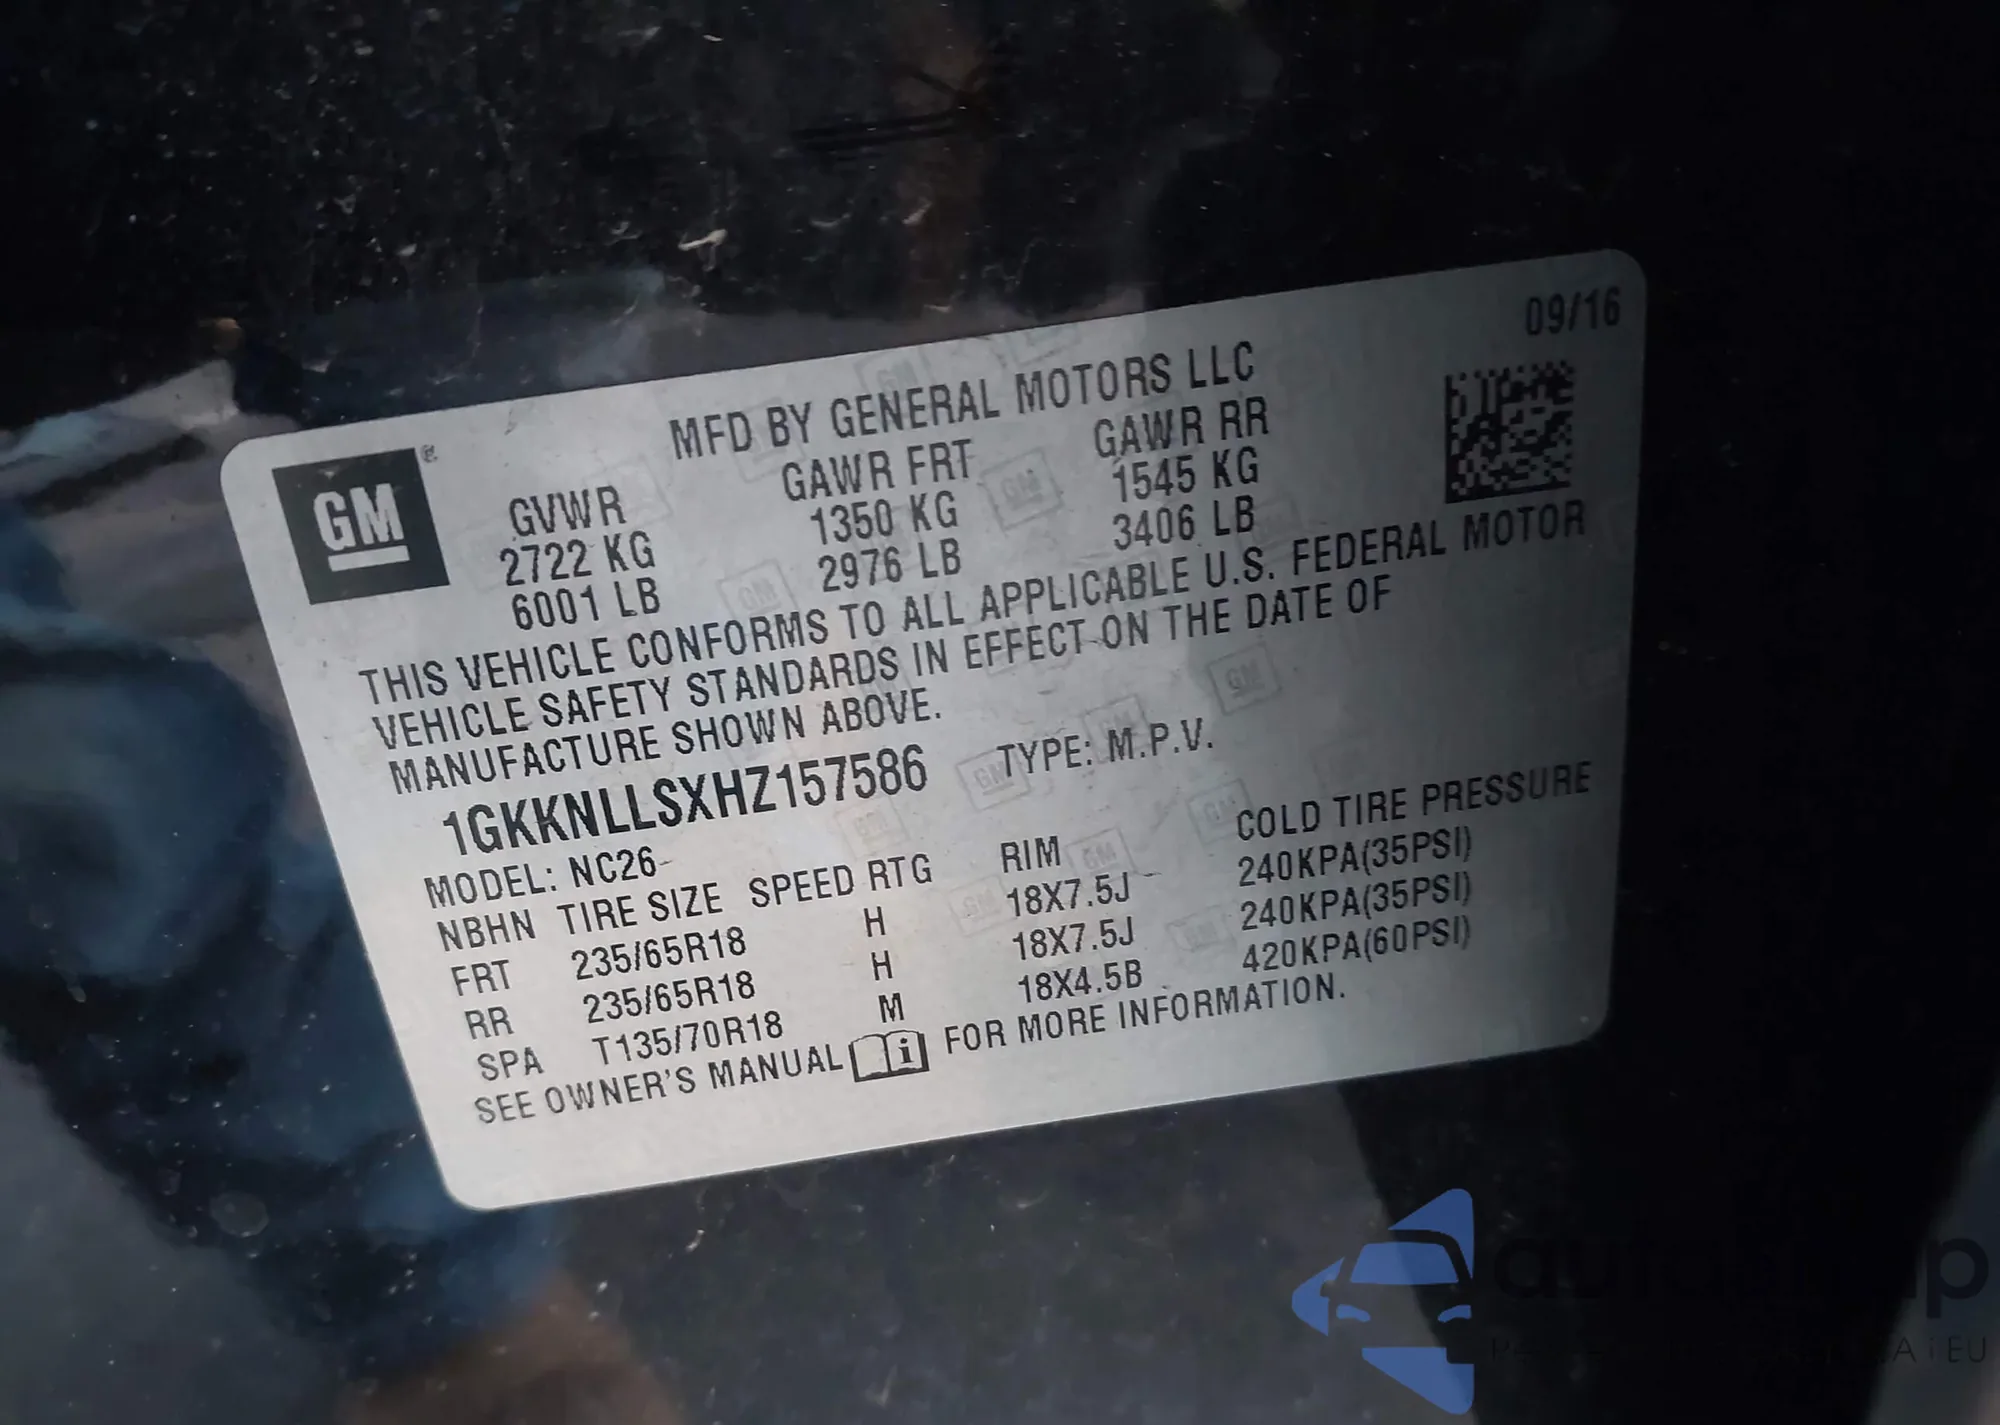 09/16
MFD BY GENERAL MOTORS LLC
GM®
GVWR GAWR FRT GAWR RR
2722 KG 1350 KG 1545 KG
6001 LB 2976 LB 3406 LB
THIS VEHICLE CONFORMS TO ALL APPLICABLE U.S. FEDERAL MOTOR
VEHICLE SAFETY STANDARDS IN EFFECT ON THE DATE OF
MANUFACTURE SHOWN ABOVE.
1GKKNLLSXHZ157586 TYPE: M.P.V.
MODEL: NC26
NBHN TIRE SIZE SPEED RTG RIM COLD TIRE PRESSURE
FRT 235/65R18 H 18X7.5J 240KPA(35PSI)
RR 235/65R18 H 18X7.5J 240KPA(35PSI)
SPA T135/70R18 M 18X4.5B 420KPA(60PSI)
SEE OWNER'S MANUAL i FOR MORE INFORMATION.
i EU